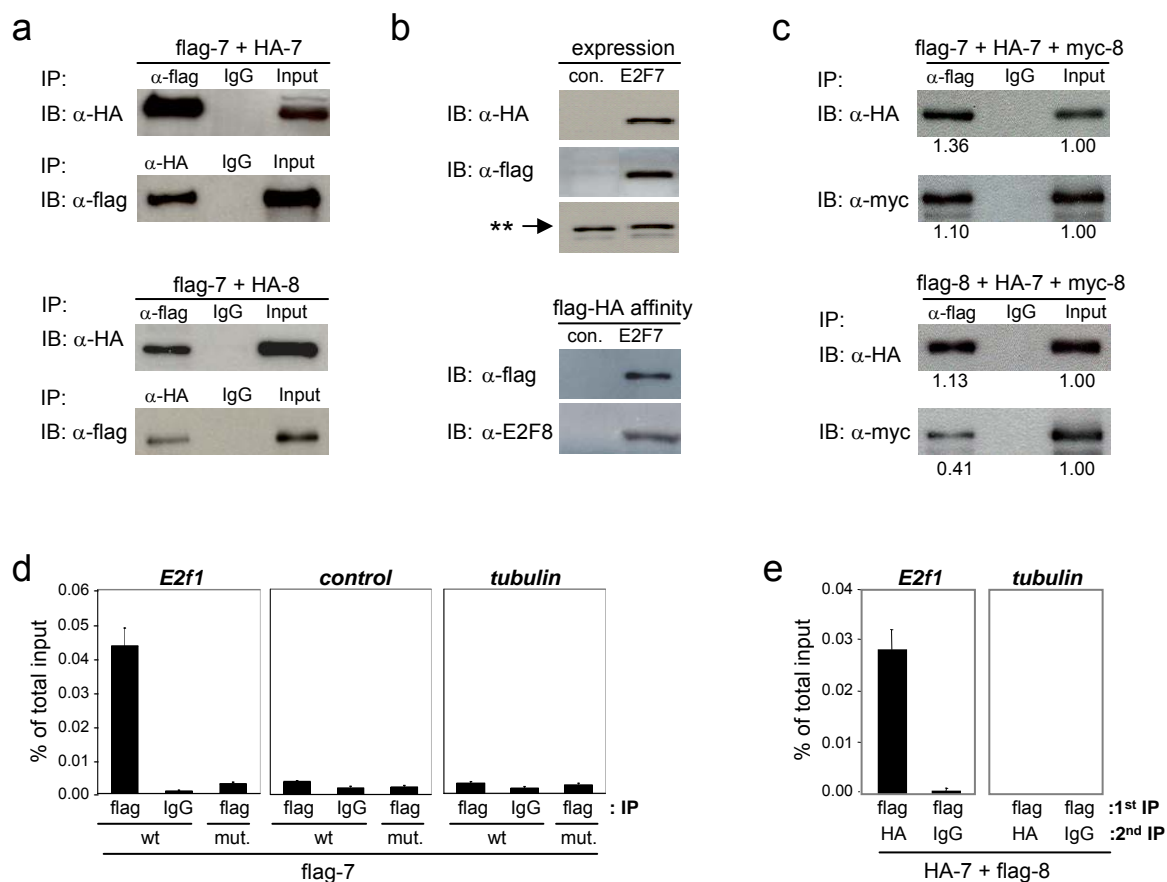 a
flag-7 + HA-7
IP:
α-flag IgG Input
IB: α-HA
IP:
α-HA IgG Input
IB: α-flag
flag-7 + HA-8
IP:
α-flag IgG Input
IB: α-HA
IP:
α-HA IgG Input
IB: α-flag
b
expression
con. E2F7
IB: α-HA
IB: α-flag
**
flag-HA affinity
con. E2F7
IB: α-flag
IB: α-E2F8
c
flag-7 + HA-7 + myc-8
IP:
α-flag IgG Input
IB: α-HA
1.36 1.00
IB: α-myc
1.10 1.00
flag-8 + HA-7 + myc-8
IP:
α-flag IgG Input
IB: α-HA
1.13 1.00
IB: α-myc
0.41 1.00
d
E2f1 control tubulin
% of total input
0.06
0.05
0.04
0.03
0.02
0.01
0.00
flag IgG flag flag IgG flag flag IgG flag : IP
wt mut. wt mut. wt mut.
flag-7
e
E2f1 tubulin
% of total input
0.04
0.03
0.02
0.01
0.00
flag flag flag flag :1st IP
HA IgG HA IgG :2nd IP
HA-7 + flag-8